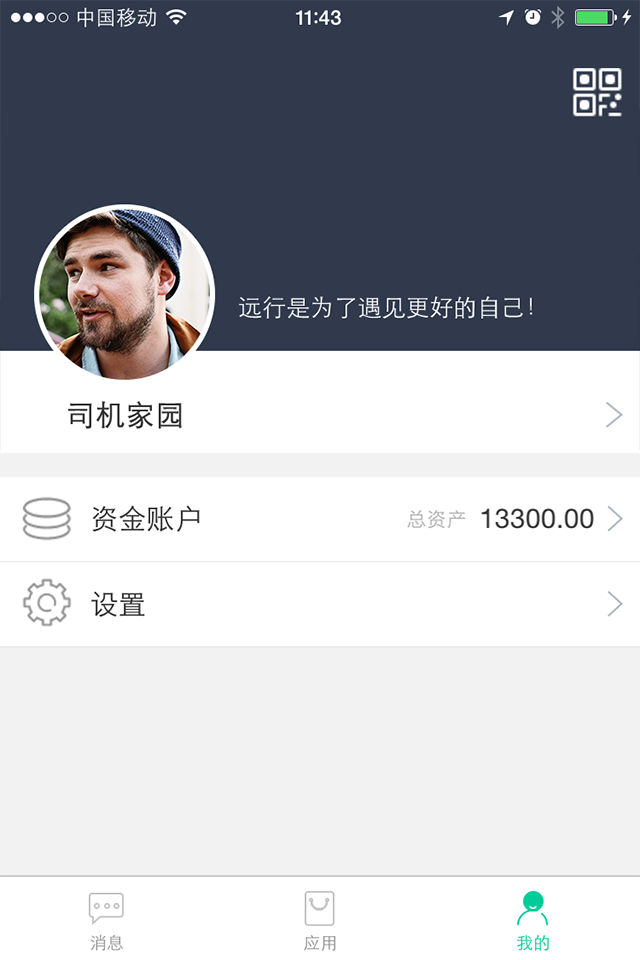 中国移动 11:43
远行是为了遇见更好的自己!
司机家园
资金账户 总资产 13300.00
设置
消息 应用 我的